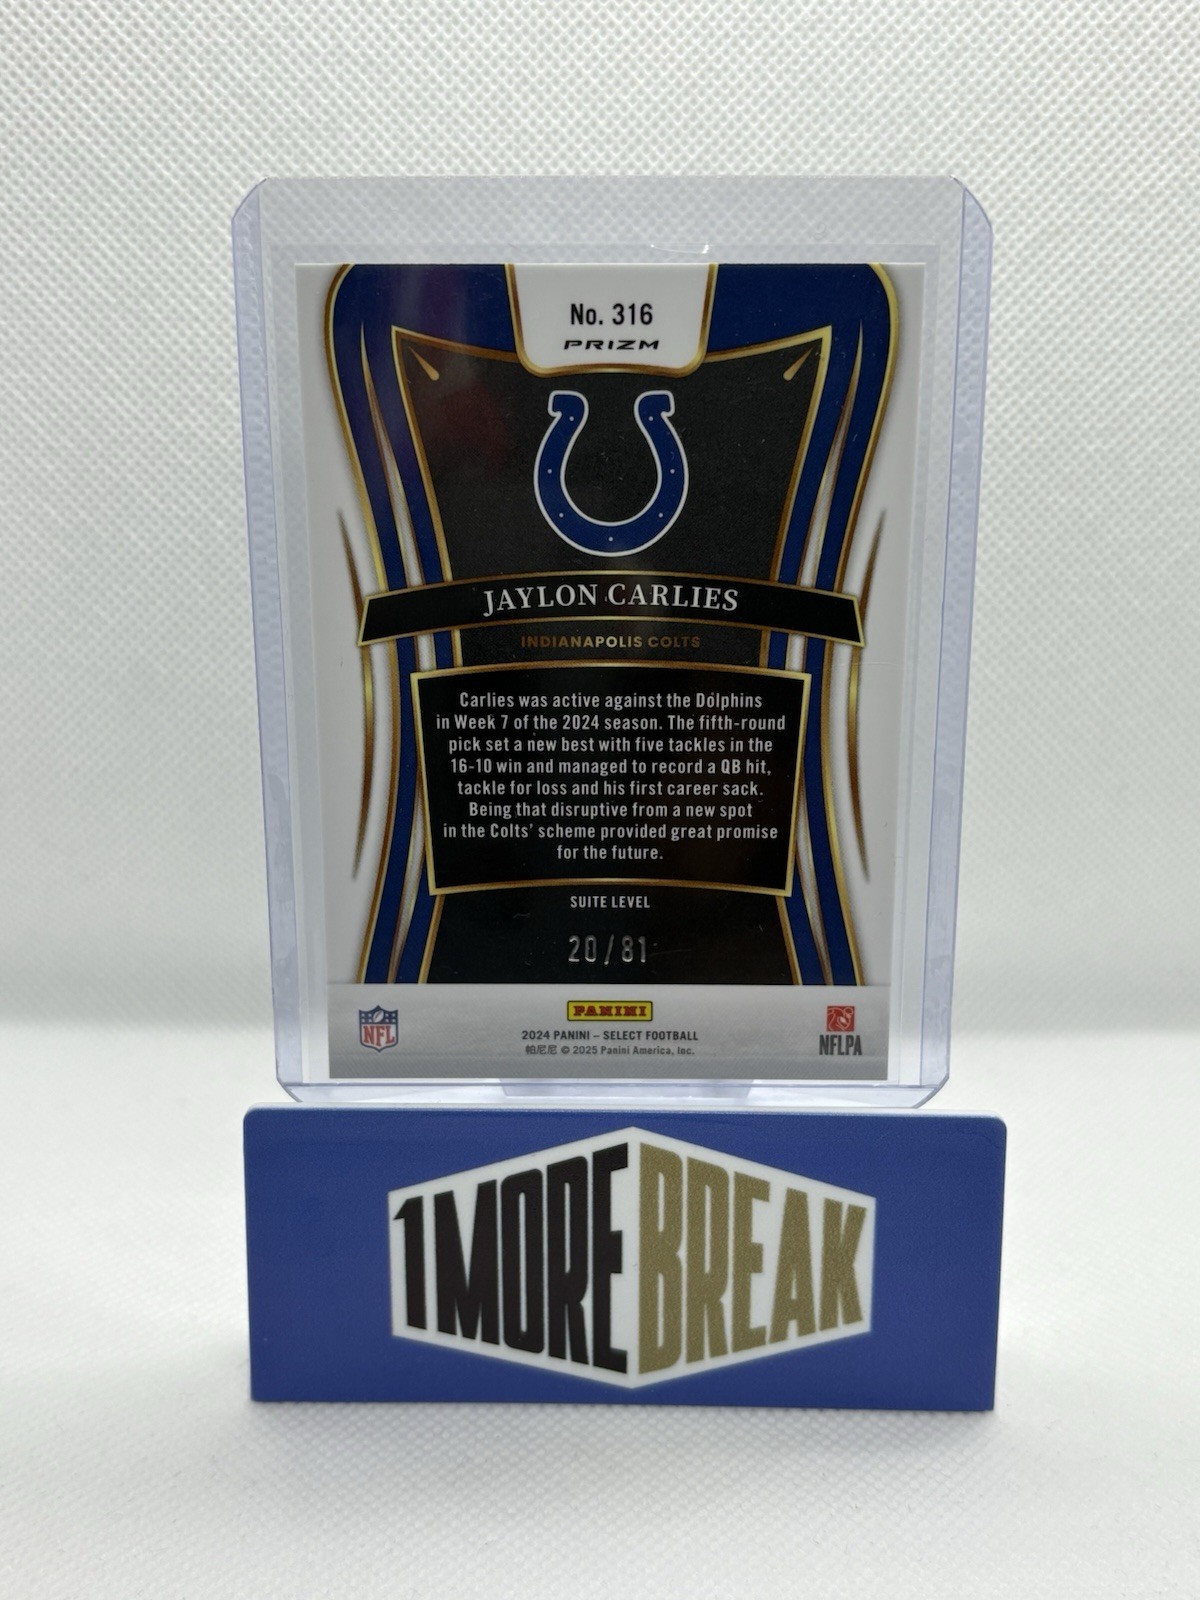 No. 316
PRIZM
JAYLON CARLIES
INDIANAPOLIS COLTS
Carlies was active against the Dolphins
in Week 7 of the 2024 season. The fifth-round
pick set a new best with five tackles in the
16-10 win and managed to record a QB hit,
tackle for loss and his first career sack.
Being that disruptive from a new spot
in the Colts' scheme provided great promise
for the future.
SUITE LEVEL
20/81
NFL
PANINI
2024 PANINI – SELECT FOOTBALL
帕尼尼 © 2025 Panini America, Inc.
NFLPA
1MOREBREAK